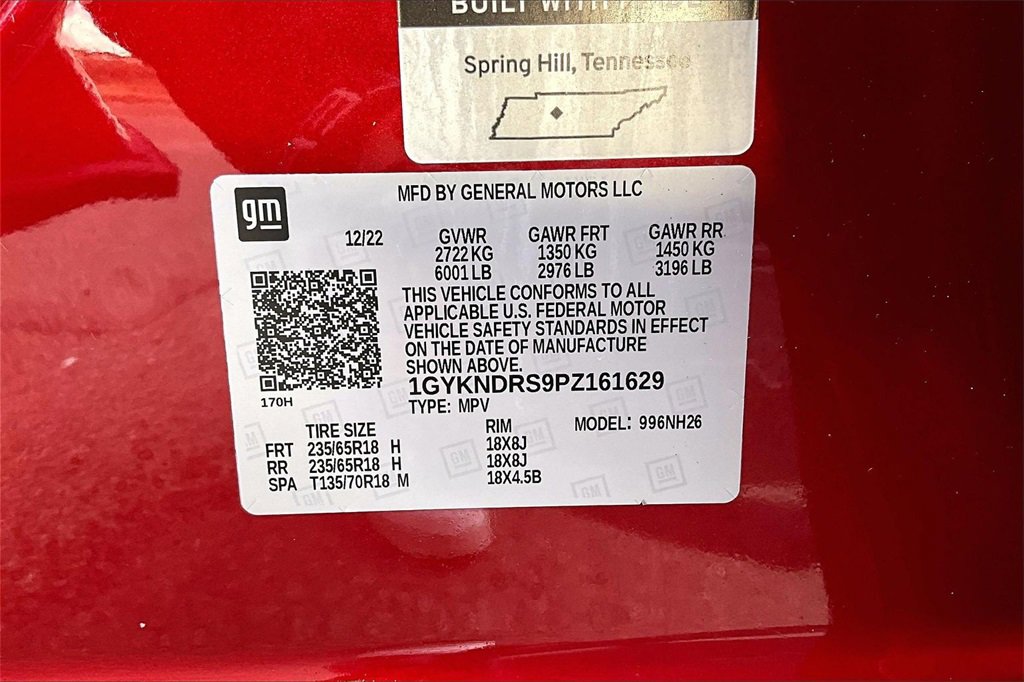 BUILT WITH PRIDE
Spring Hill, Tennessee
gm
MFD BY GENERAL MOTORS LLC
12/22 GVWR GAWR FRT GAWR RR
2722 KG 1350 KG 1450 KG
6001 LB 2976 LB 3196 LB
THIS VEHICLE CONFORMS TO ALL
APPLICABLE U.S. FEDERAL MOTOR
VEHICLE SAFETY STANDARDS IN EFFECT
ON THE DATE OF MANUFACTURE
SHOWN ABOVE.
1GYKNDRS9PZ161629
170H
TYPE: MPV
MODEL: 996NH26
TIRE SIZE RIM
FRT 235/65R18 H 18X8J
RR 235/65R18 H 18X8J
SPA T135/70R18 M 18X4.5B